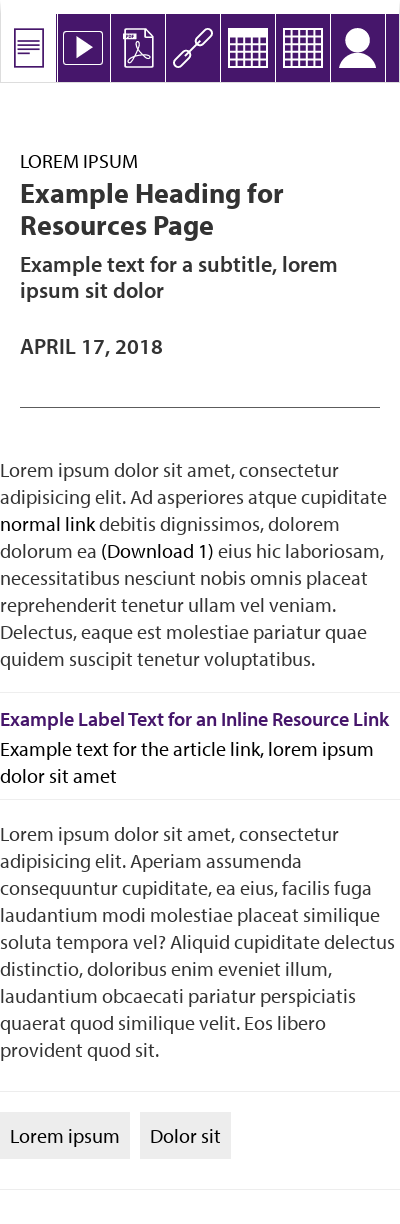 PDF
LOREM IPSUM
Example Heading for
Resources Page
Example text for a subtitle, lorem
ipsum sit dolor
APRIL 17, 2018
Lorem ipsum dolor sit amet, consectetur
adipisicing elit. Ad asperiores atque cupiditate
normal link debitis dignissimos, dolorem
dolorum ea (Download 1) eius hic laboriosam,
necessitatibus nesciunt nobis omnis placeat
reprehenderit tenetur ullam vel veniam.
Delectus, eaque est molestiae pariatur quae
quidem suscipit tenetur voluptatibus.
Example Label Text for an Inline Resource Link
Example text for the article link, lorem ipsum
dolor sit amet
Lorem ipsum dolor sit amet, consectetur
adipisicing elit. Aperiam assumenda
consequuntur cupiditate, ea eius, facilis fuga
laudantium modi molestiae placeat similique
soluta tempora vel? Aliquid cupiditate delectus
distinctio, doloribus enim eveniet illum,
laudantium obcaecati pariatur perspiciatis
quaerat quod similique velit. Eos libero
provident quod sit.
Lorem ipsum Dolor sit